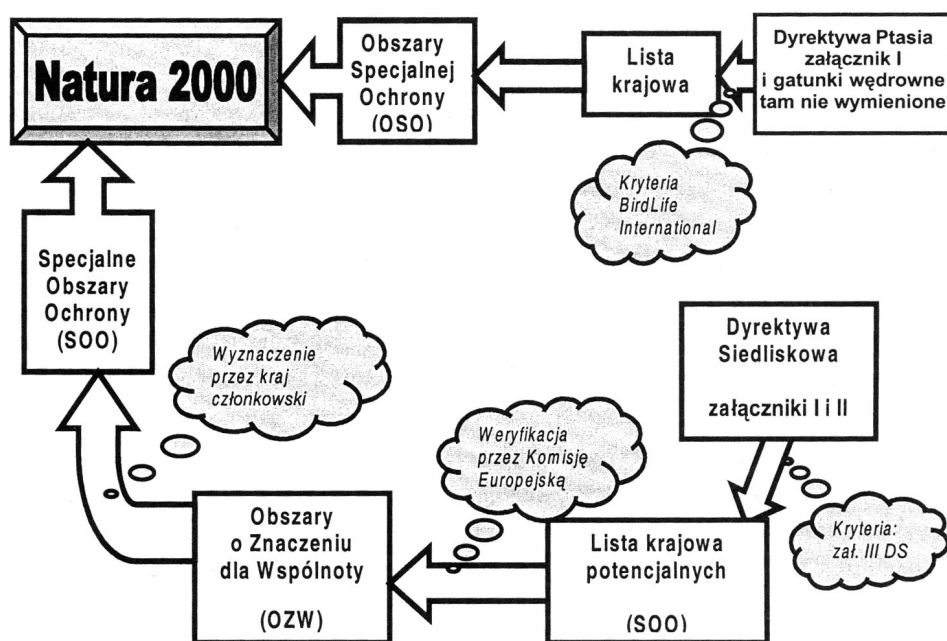 Natura 2000
Obszary
Specjalnej
Ochrony
(OSO)
Lista
krajowa
Dyrektywa Ptasia
załącznik I
i gatunki wędrowne
tam nie wymienione
Kryteria
BirdLife
International
Specjalne
Obszary
Ochrony
(SOO)
Wyznaczenie
przez kraj
członkowski
Dyrektywa
Siedliskowa
załączniki I i II
Weryfikacja
przez Komisję
Europejską
Kryteria:
zał. III DS
Obszary
o Znaczeniu
dla Wspólnoty
(OZW)
Lista krajowa
potencjalnych
(SOO)